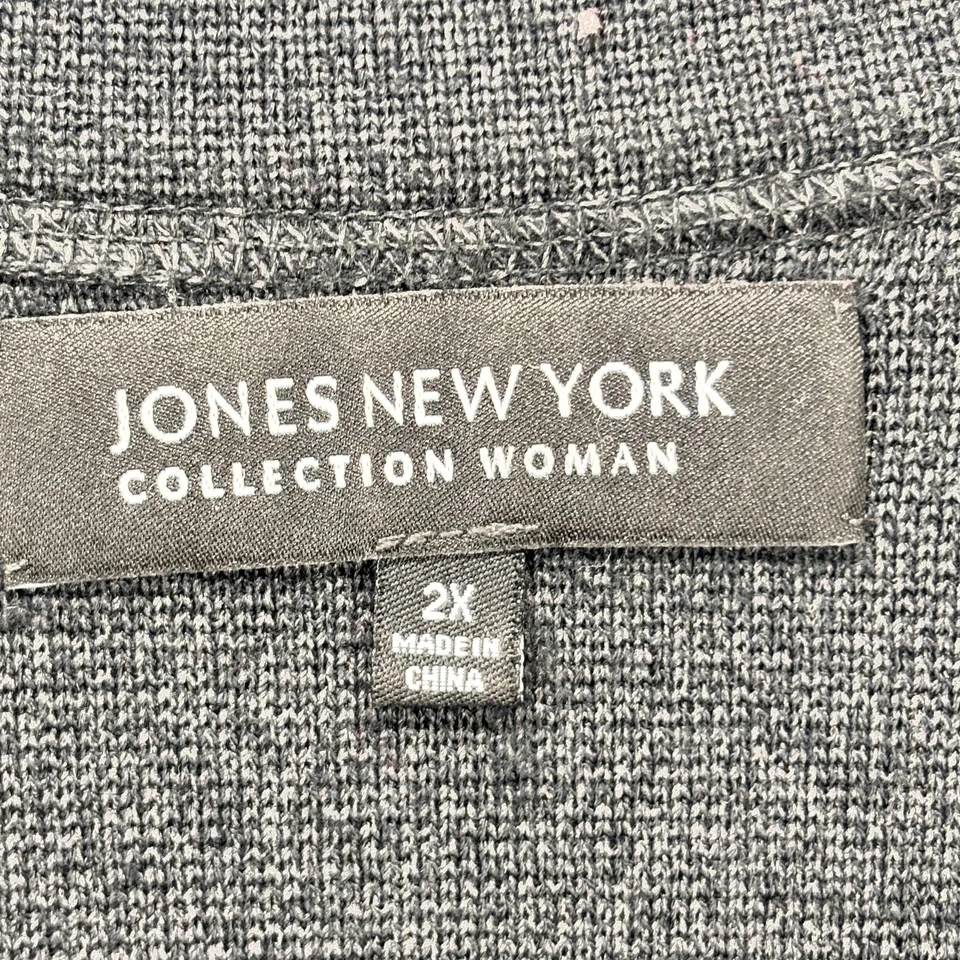 JONES NEW YORK
COLLECTION WOMAN
2X
MADE IN
CHINA